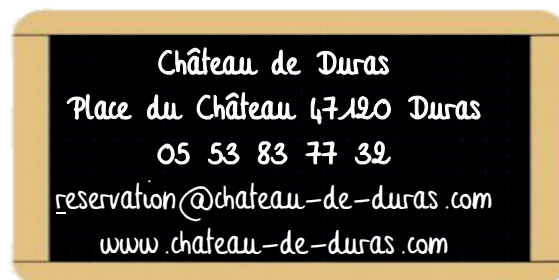 Château de Duras
Place du Château 47120 Duras
05 53 83 77 32
reservation@chateau-de-duras.com
www.chateau-de-duras.com